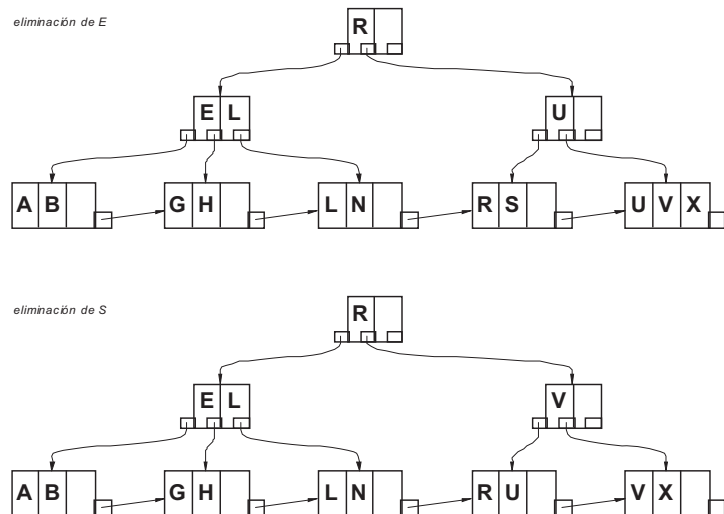 eliminación de E
R
E L
U
A B
G H
L N
R S
U V X
eliminación de S
R
E L
V
A B
G H
L N
R U
V X